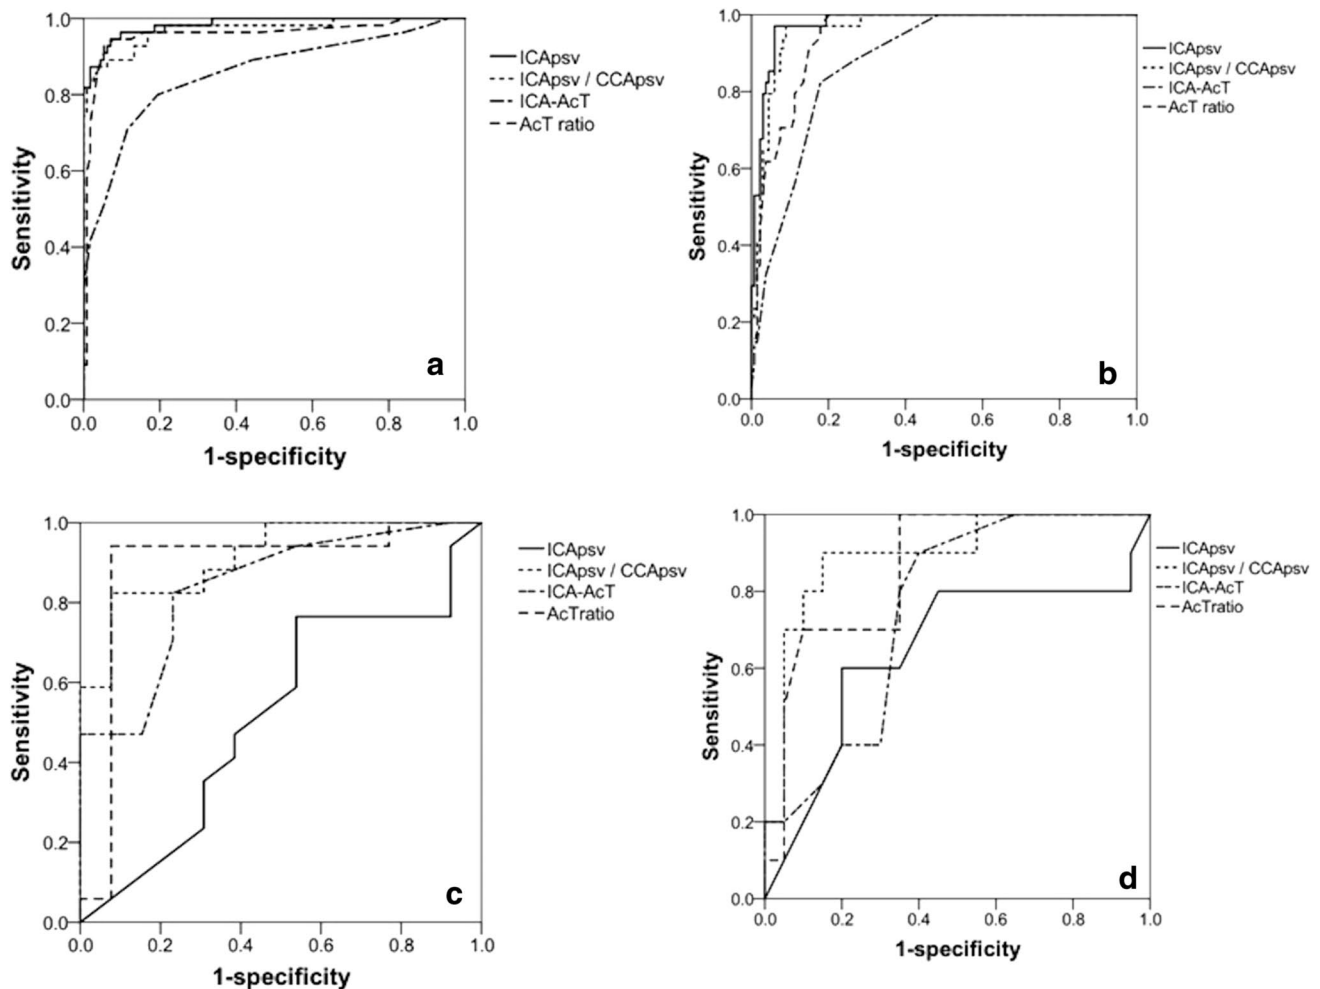 1.0
0.8
0.6
0.4
0.2
0.0
Sensitivity
0.0 0.2 0.4 0.6 0.8 1.0
1-specificity
ICApsv
ICApsv / CCApsv
ICA-AcT
AcT ratio
a
1.0
0.8
0.6
0.4
0.2
0.0
Sensitivity
0.0 0.2 0.4 0.6 0.8 1.0
1-specificity
ICApsv
ICApsv / CCApsv
ICA-AcT
AcT ratio
b
1.0
0.8
0.6
0.4
0.2
0.0
Sensitivity
0.0 0.2 0.4 0.6 0.8 1.0
1-specificity
ICApsv
ICApsv / CCApsv
ICA-AcT
AcTratio
c
1.0
0.8
0.6
0.4
0.2
0.0
Sensitivity
0.0 0.2 0.4 0.6 0.8 1.0
1-specificity
ICApsv
ICApsv / CCApsv
ICA-AcT
AcTratio
d